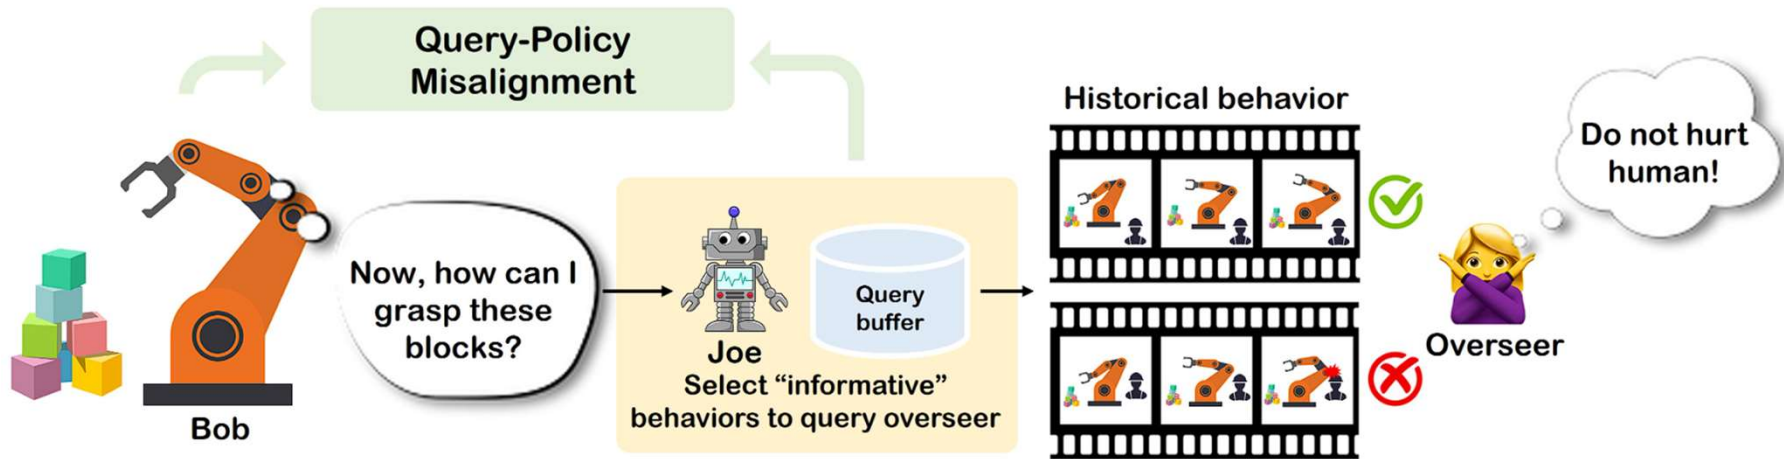 Query-Policy
Misalignment
Historical behavior
Do not hurt
human!
Now, how can I
grasp these
blocks?
Query
buffer
Joe
Select “informative”
behaviors to query overseer
Overseer
Bob